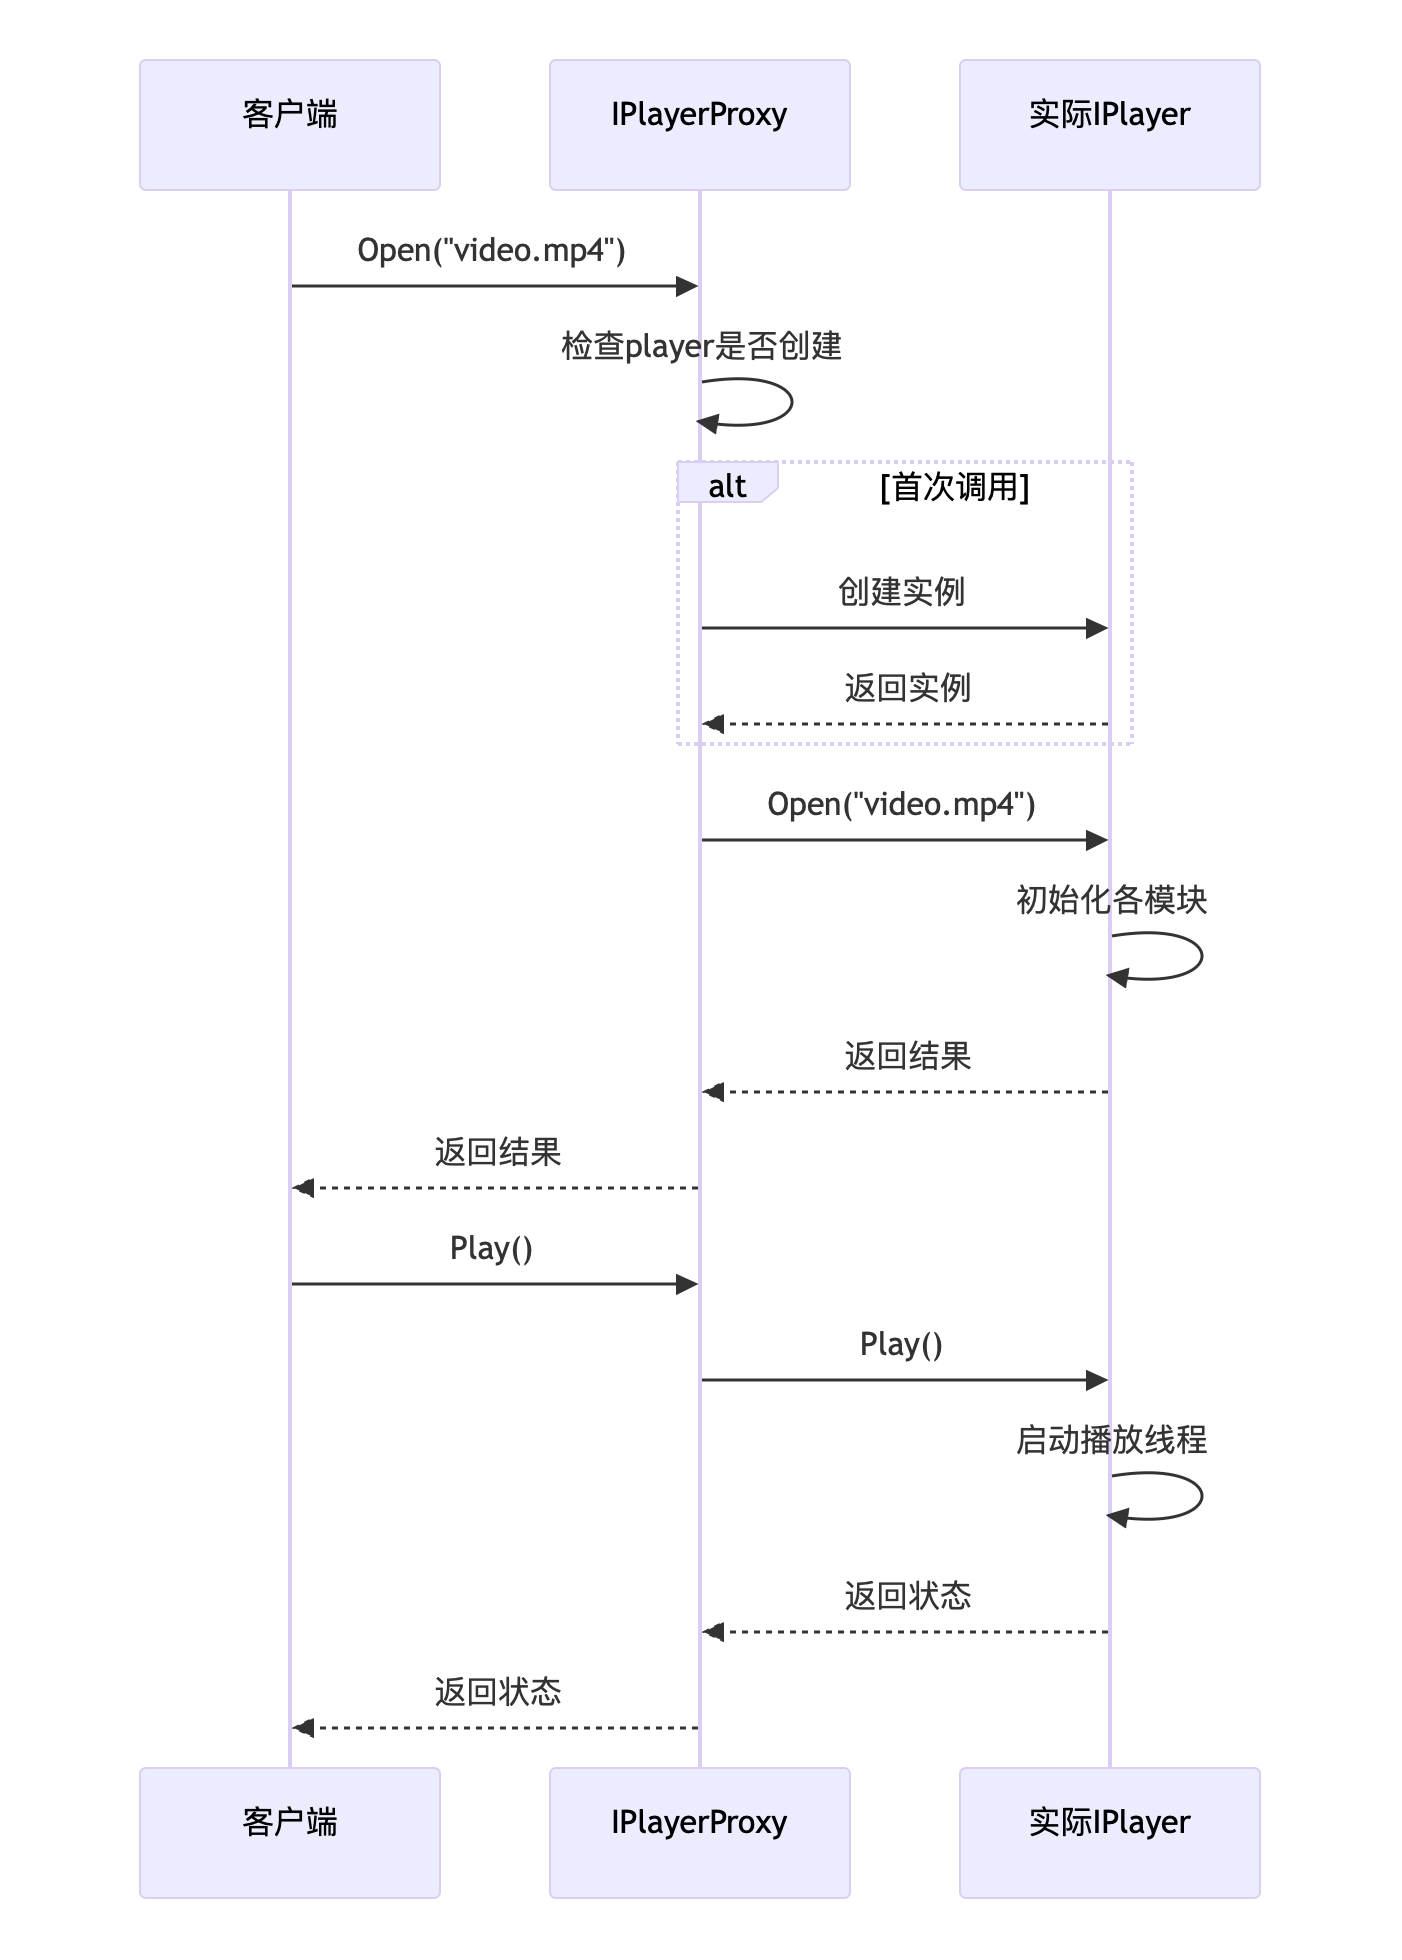 客户端
IPlayerProxy
实际IPlayer
Open("video.mp4")
检查player是否创建
alt
[首次调用]
创建实例
返回实例
Open("video.mp4")
初始化各模块
返回结果
返回结果
Play()
Play()
启动播放线程
返回状态
返回状态
客户端
IPlayerProxy
实际IPlayer